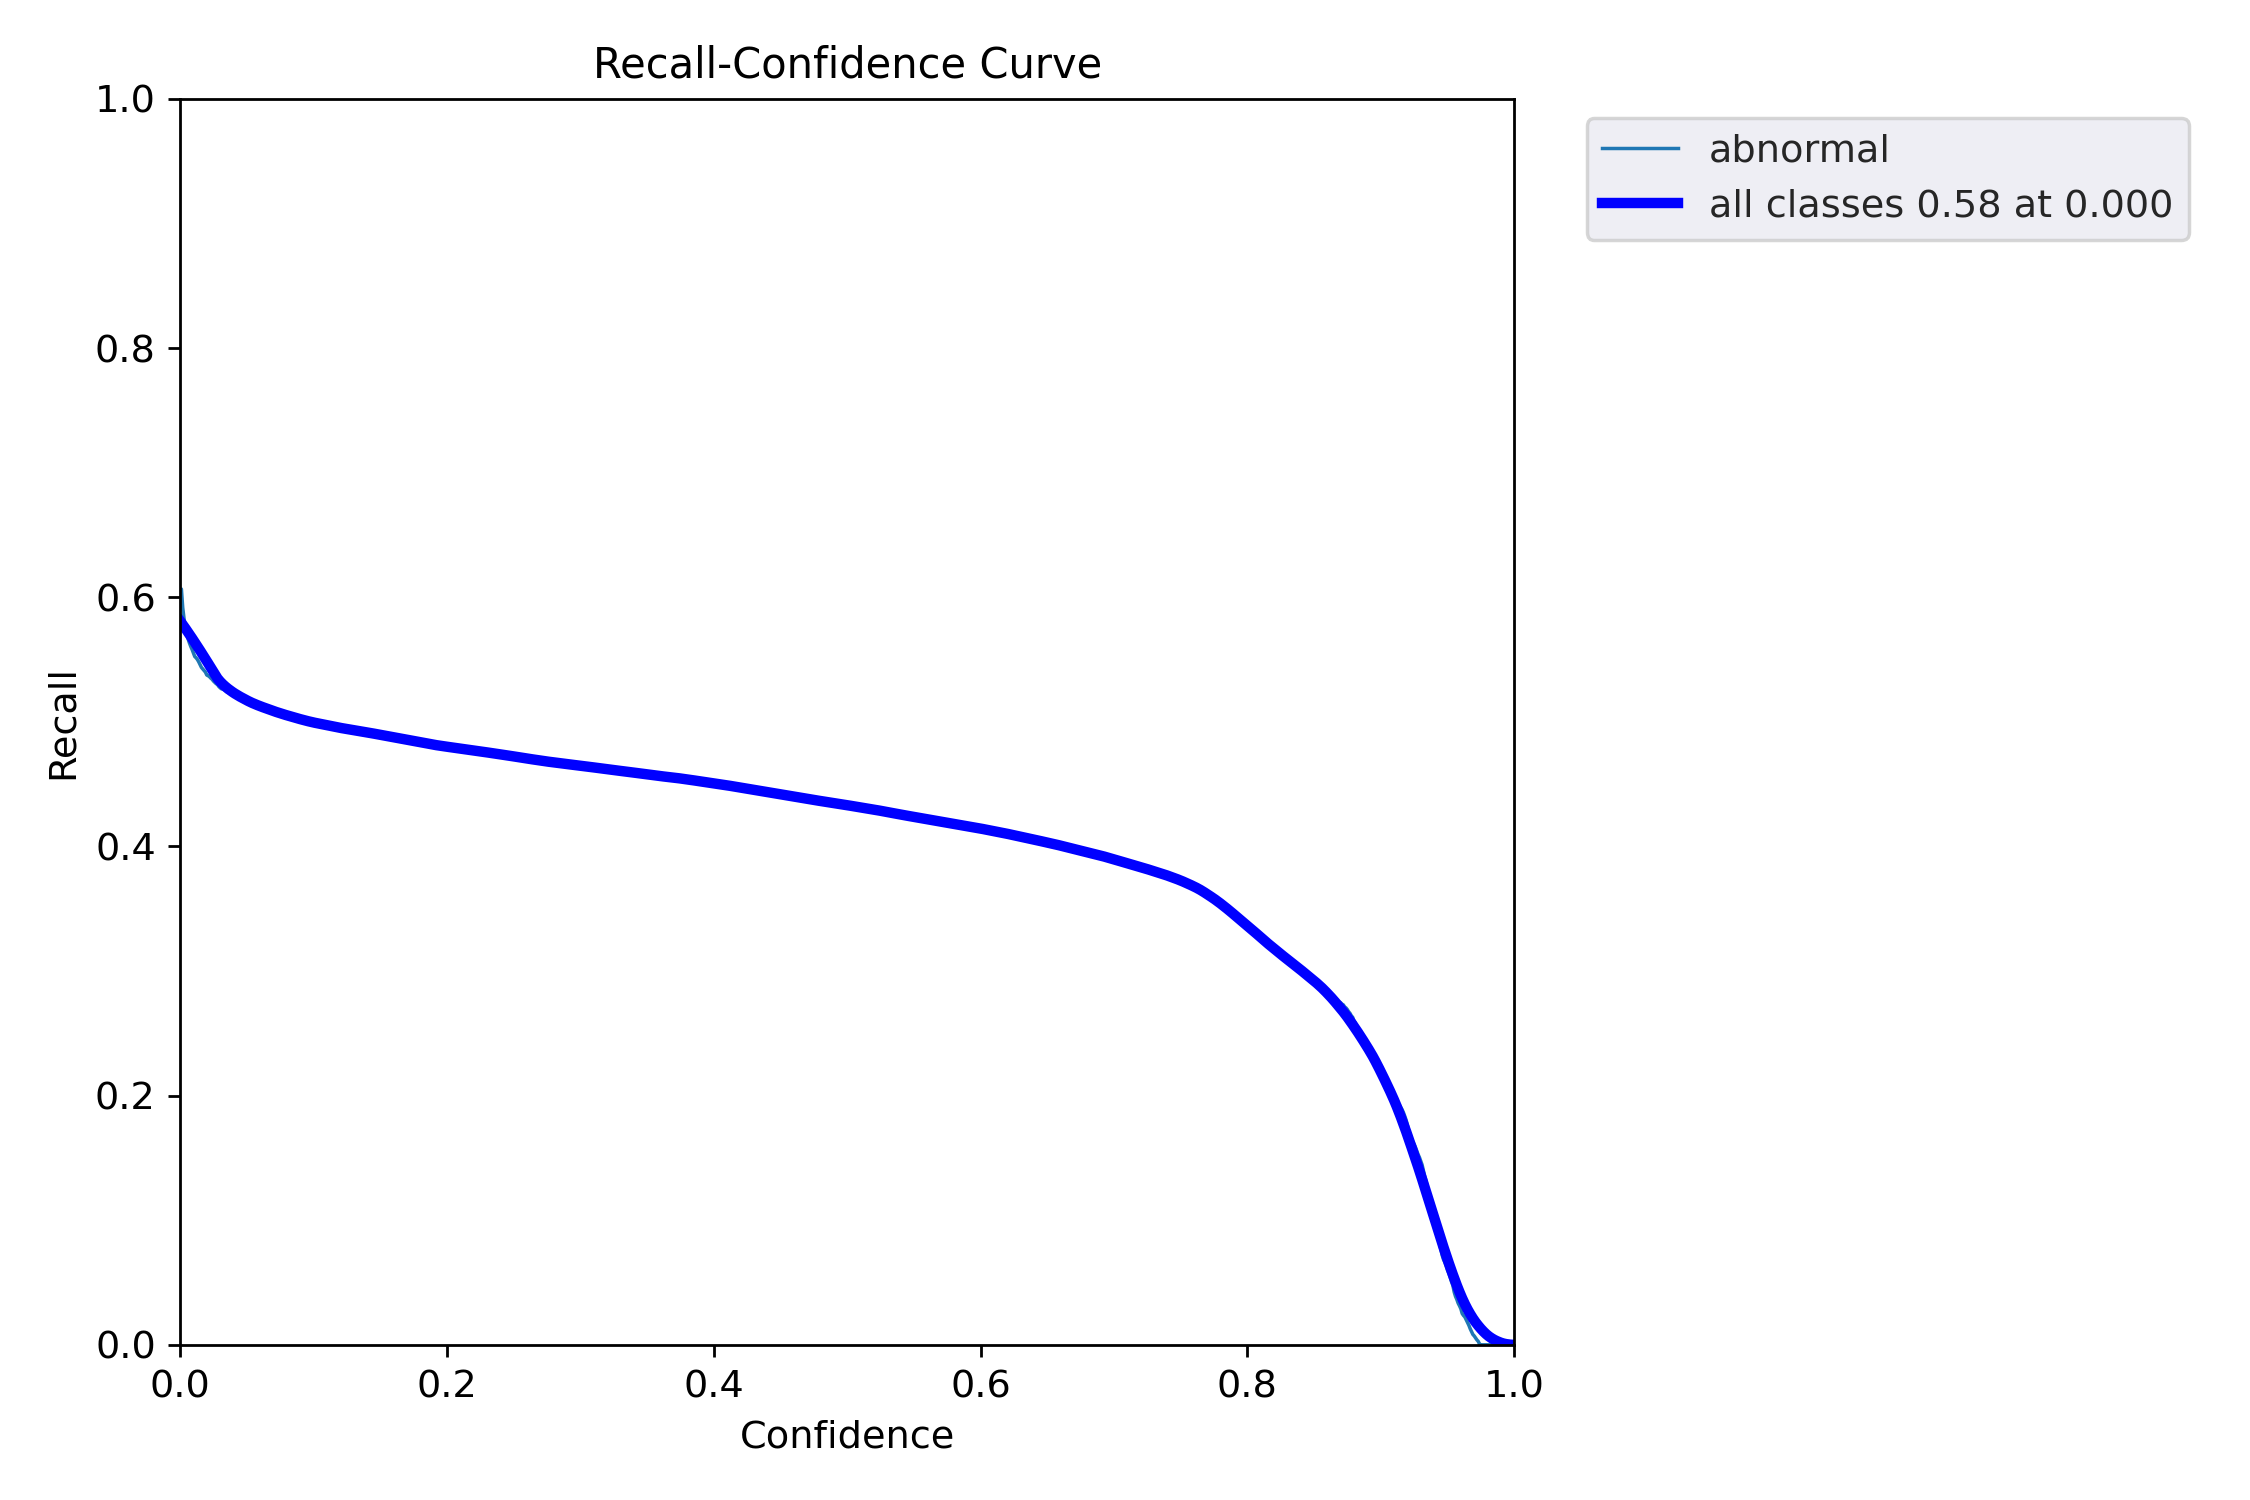 Recall-Confidence Curve
abnormal
all classes 0.58 at 0.000
1.0
0.8
0.6
0.4
0.2
0.0
Recall
0.0 0.2 0.4 0.6 0.8 1.0
Confidence